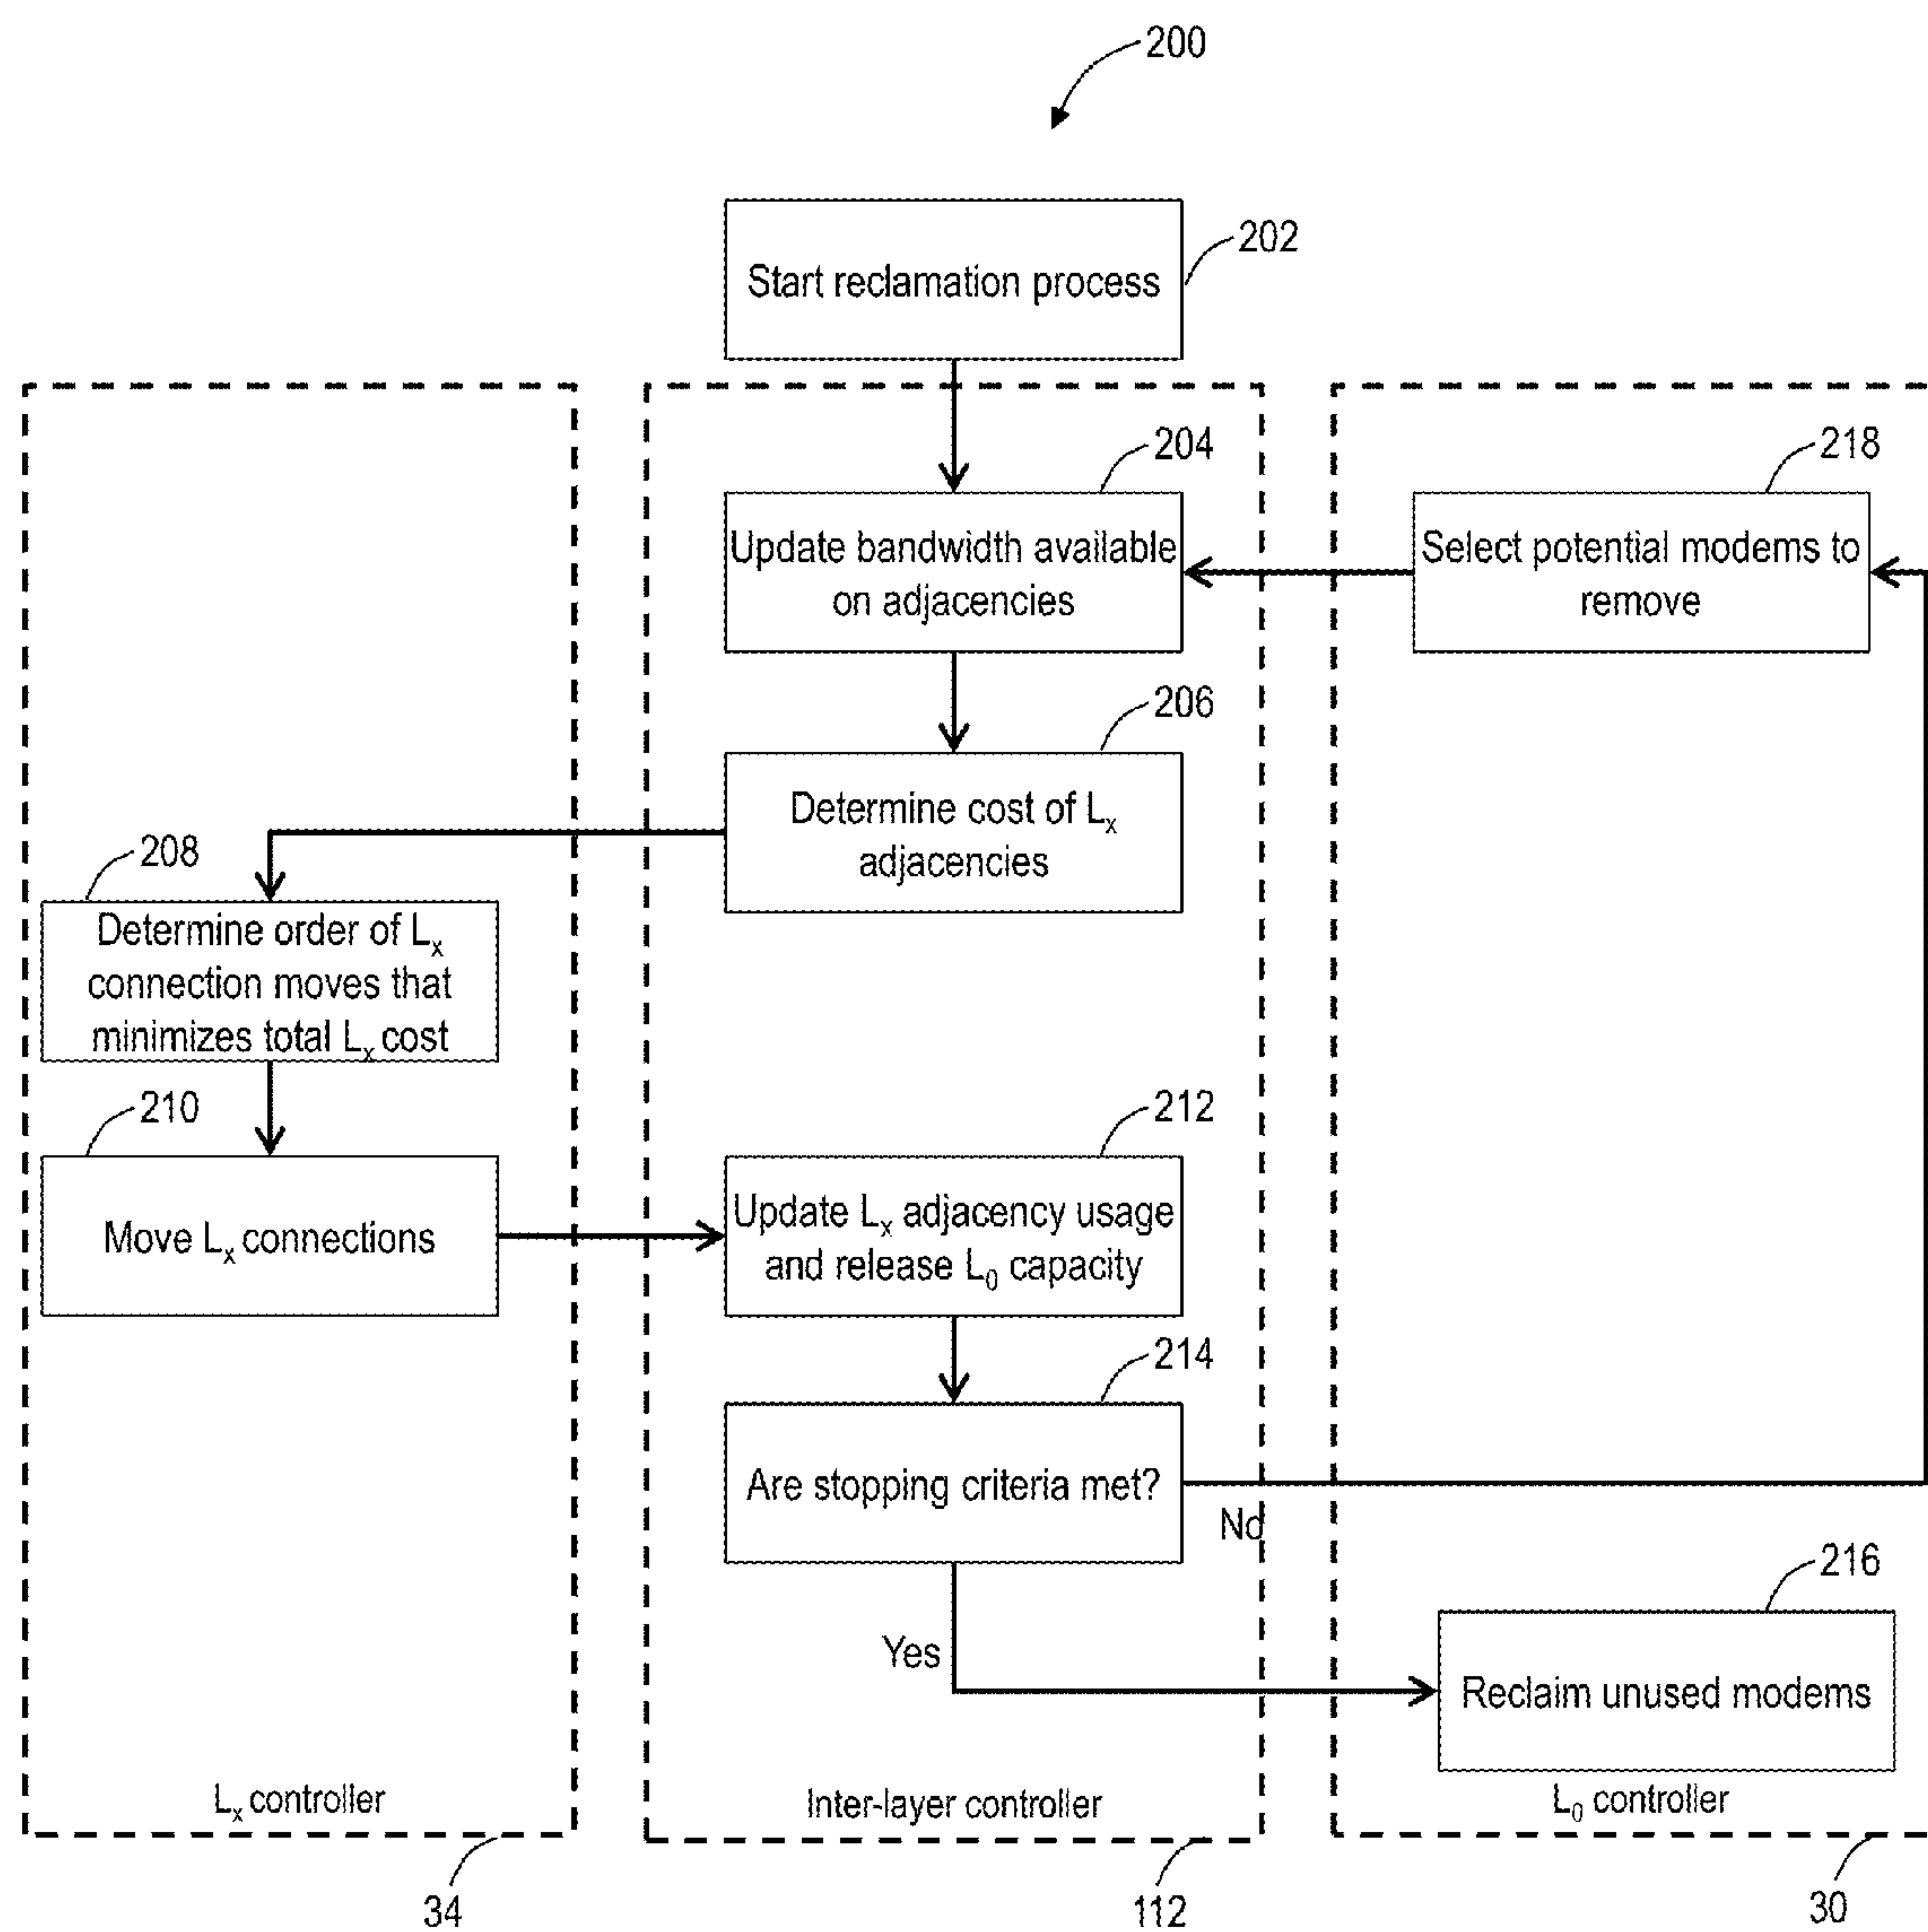 200
202
Start reclamation process
204
218
Update bandwidth available
on adjacencies
Select potential modems to
remove
206
Determine cost of Lx
adjacencies
208
Determine order of Lx
connection moves that
minimizes total Lx cost
210
212
Move Lx connections
Update Lx adjacency usage
and release L0 capacity
214
Are stopping criteria met?
No
216
Yes
Reclaim unused modems
Lx controller
Inter-layer controller
L0 controller
34
112
30